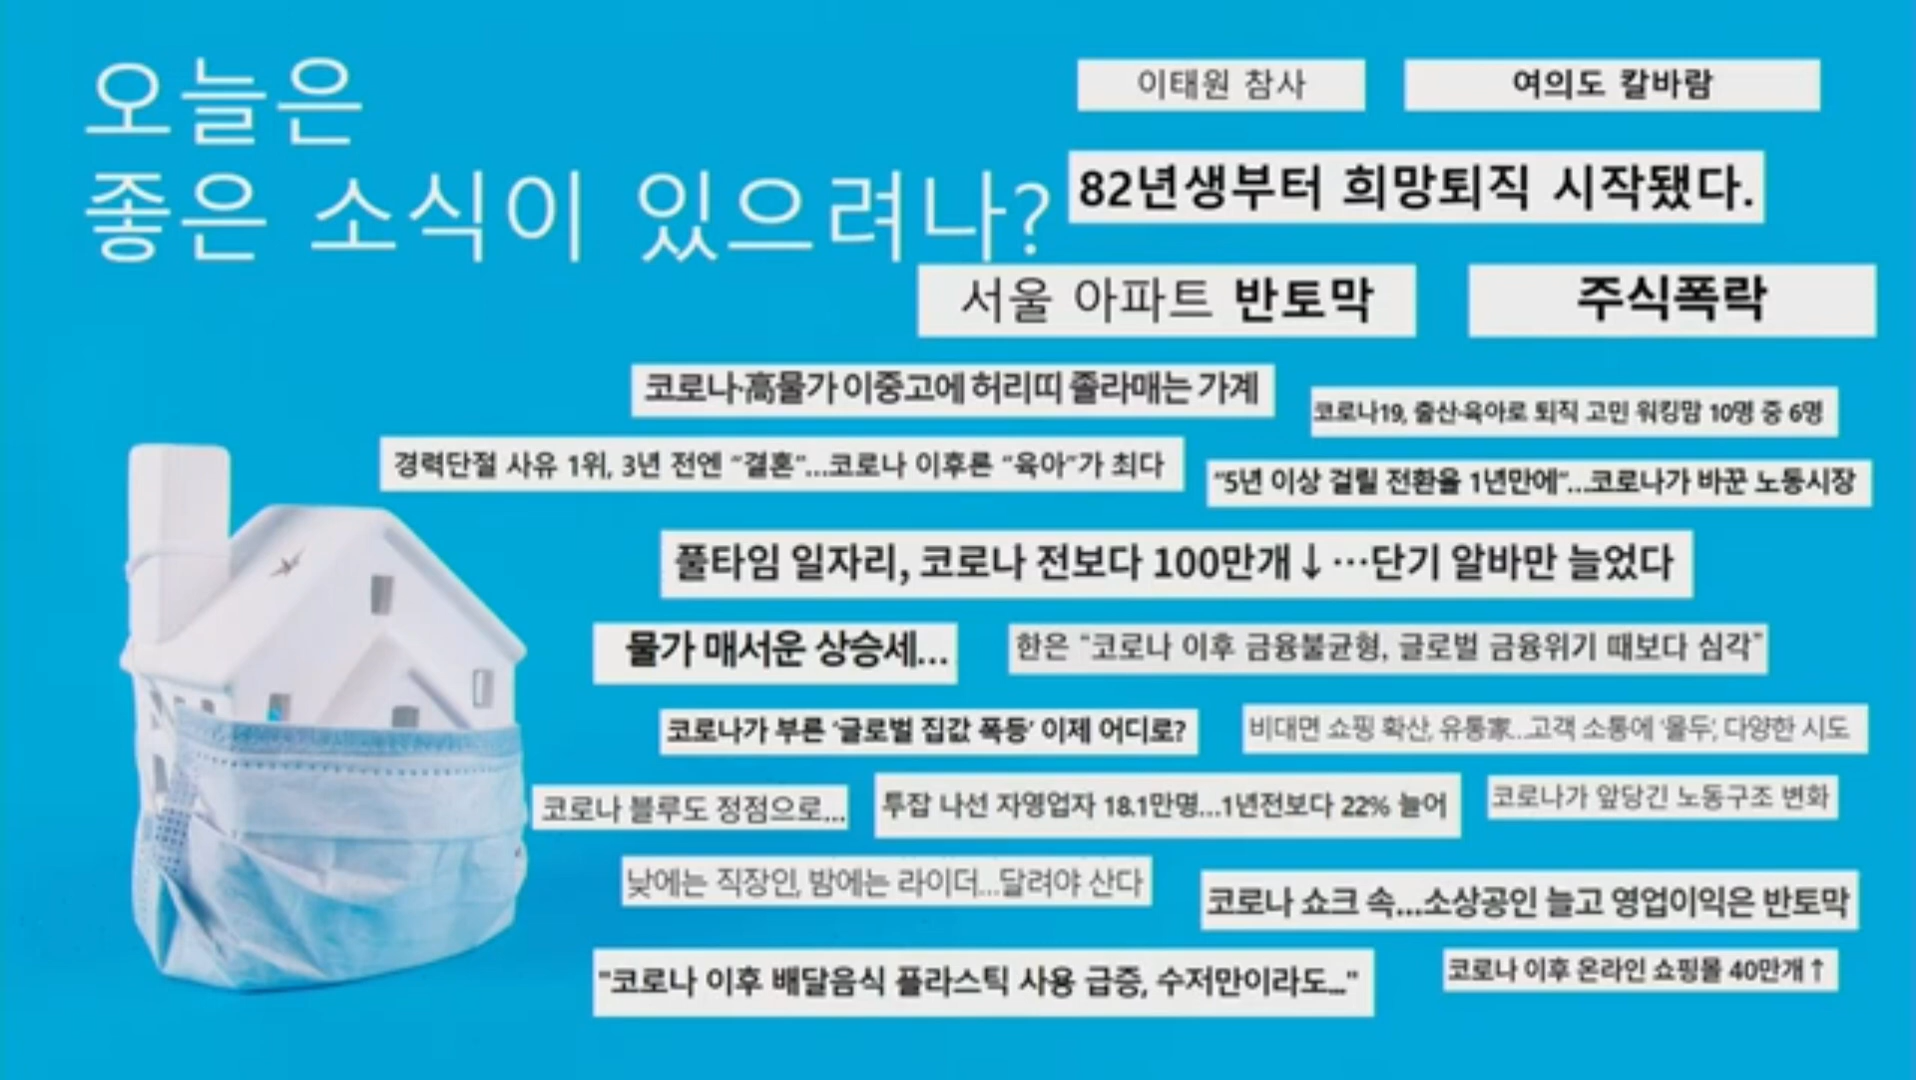 오늘은
좋은 소식이 있으려나?
이태원 참사
여의도 칼바람
82년생부터 희망퇴직 시작됐다.
서울 아파트 반토막
주식폭락
코로나·高물가 이중고에 허리띠 졸라매는 가계
코로나19, 출산·육아로 퇴직 고민 워킹맘 10명 중 6명
경력단절 사유 1위, 3년 전엔 "결혼"...코로나 이후론 "육아"가 최다
"5년 이상 걸릴 전환을 1년만에"...코로나가 바꾼 노동시장
풀타임 일자리, 코로나 전보다 100만개↓…단기 알바만 늘었다
물가 매서운 상승세...
한은 "코로나 이후 금융불균형, 글로벌 금융위기 때보다 심각"
코로나가 부른 '글로벌 집값 폭등' 이제 어디로?
비대면 쇼핑 확산, 유통家...고객 소통에 '몰두', 다양한 시도
코로나 블루도 정점으로...
투잡 나선 자영업자 18.1만명...1년전보다 22% 늘어
코로나가 앞당긴 노동구조 변화
낮에는 직장인, 밤에는 라이더...달려야 산다
코로나 쇼크 속...소상공인 늘고 영업이익은 반토막
"코로나 이후 배달음식 플라스틱 사용 급증, 수저만이라도..."
코로나 이후 온라인 쇼핑몰 40만개↑